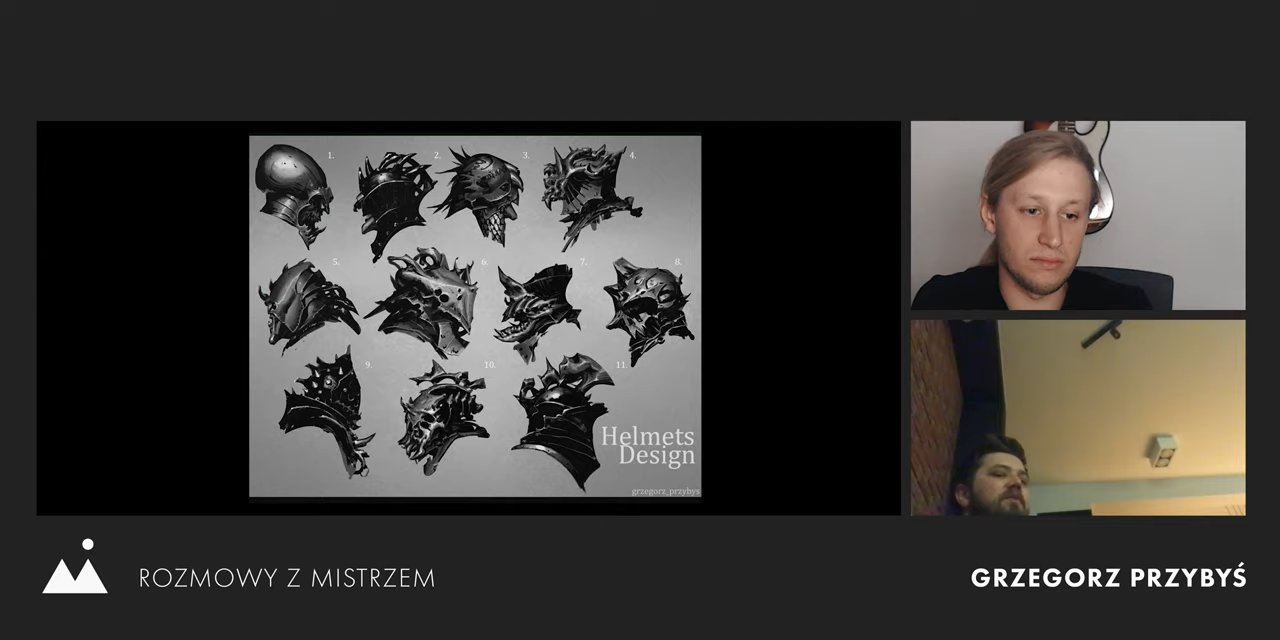 1.
2.
3.
4.
5.
6.
7.
8.
9.
10.
11.
Helmets
Design
grzegorz_przybys
ROZMOWY Z MISTRZEM
GRZEGORZ PRZYBYŚ